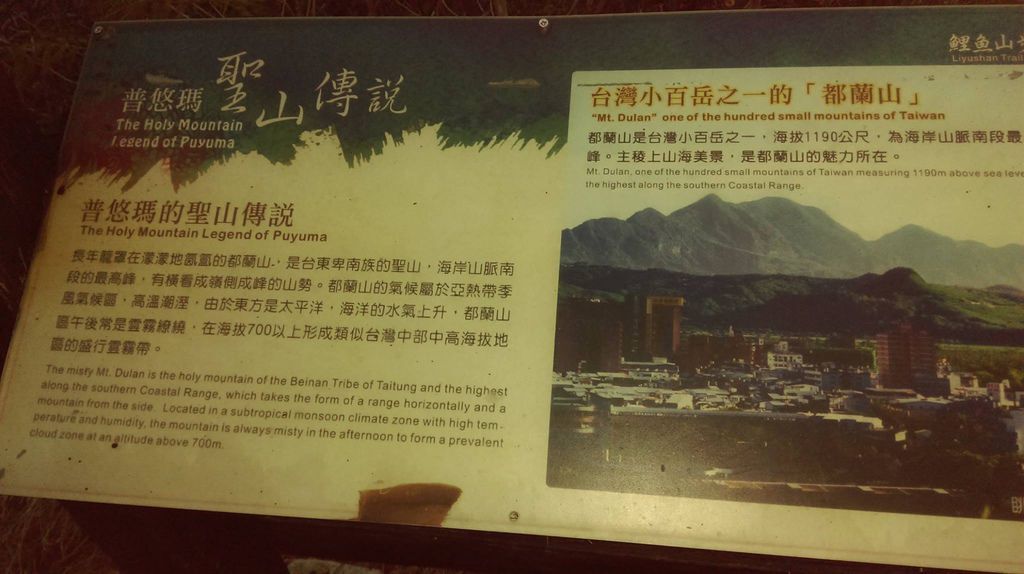 普悠瑪 聖山傳說
The Holy Mountain
Legend of Puyuma
普悠瑪的聖山傳說
The Holy Mountain Legend of Puyuma
長年籠罩在濛濛地氤氳的都蘭山，是台東卑南族的聖山，海岸山脈南
段的最高峰，有橫看成嶺側成峰的山勢。都蘭山的氣候屬於亞熱帶季
風氣候區，高溫潮溼，由於東方是太平洋，海洋的水氣上升，都蘭山
區午後常是雲霧繚繞，在海拔700以上形成類似台灣中部中高海拔地
區的盛行雲霧帶。
The misty Mt. Dulan is the holy mountain of the Beinan Tribe of Taitung and the highest
along the southern Coastal Range, which takes the form of a range horizontally and a
mountain from the side. Located in a subtropical monsoon climate zone with high tem-
perature and humidity, the mountain is always misty in the afternoon to form a prevalent
cloud zone at an altitude above 700m.
鯉魚山
Liyushan Trail
台灣小百岳之一的「都蘭山」
"Mt. Dulan" one of the hundred small mountains of Taiwan
都蘭山是台灣小百岳之一，海拔1190公尺，為海岸山脈南段最
峰。主稜上山海美景，是都蘭山的魅力所在。
Mt. Dulan, one of the hundred small mountains of Taiwan measuring 1190m above sea leve
the highest along the southern Coastal Range.